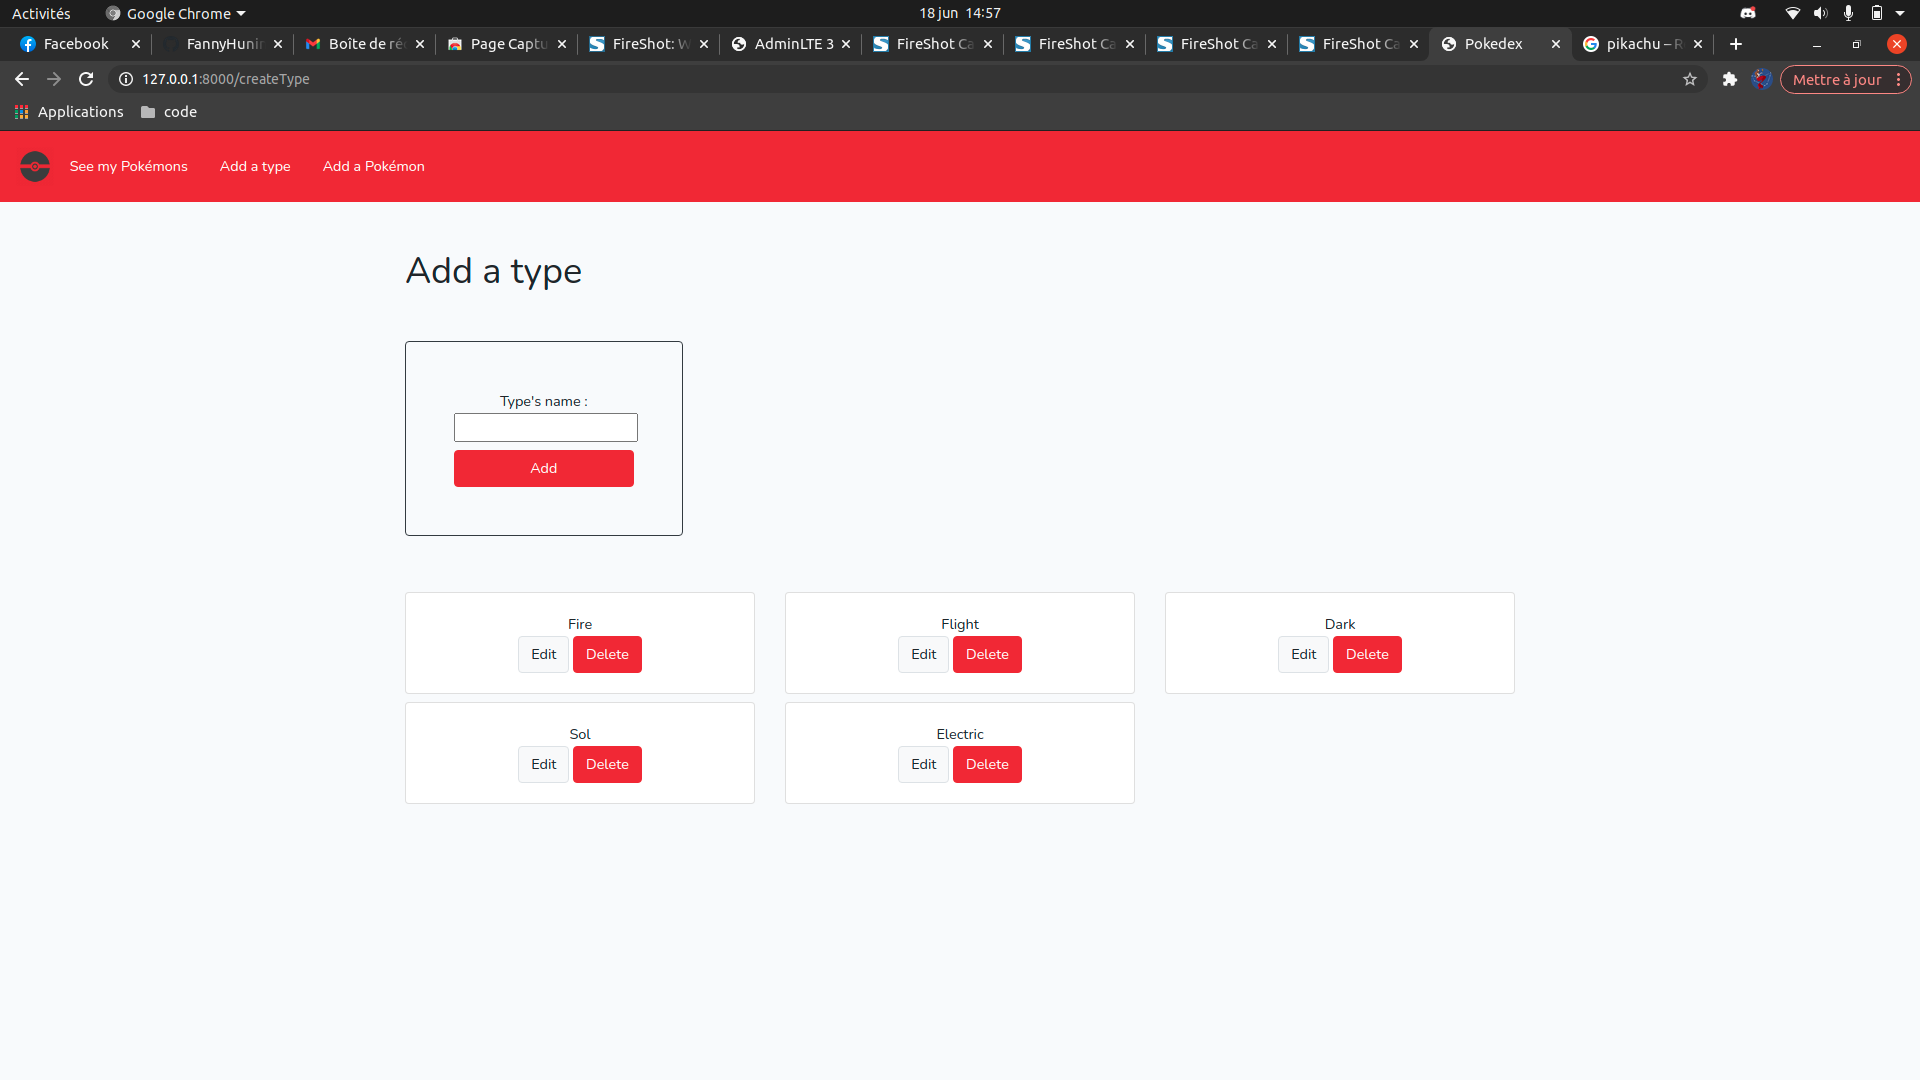 Activités Google Chrome 18 jun 14:57
Facebook FannyHunin Boîte de ré Page Captu FireShot: W AdminLTE 3 FireShot Ca FireShot Ca FireShot Ca FireShot Ca Pokedex pikachu – R
127.0.0.1:8000/createType Mettre à jour
Applications code
See my Pokémons Add a type Add a Pokémon
Add a type
Type's name :
Add
Fire Flight Dark
Edit Delete Edit Delete Edit Delete
Sol Electric
Edit Delete Edit Delete